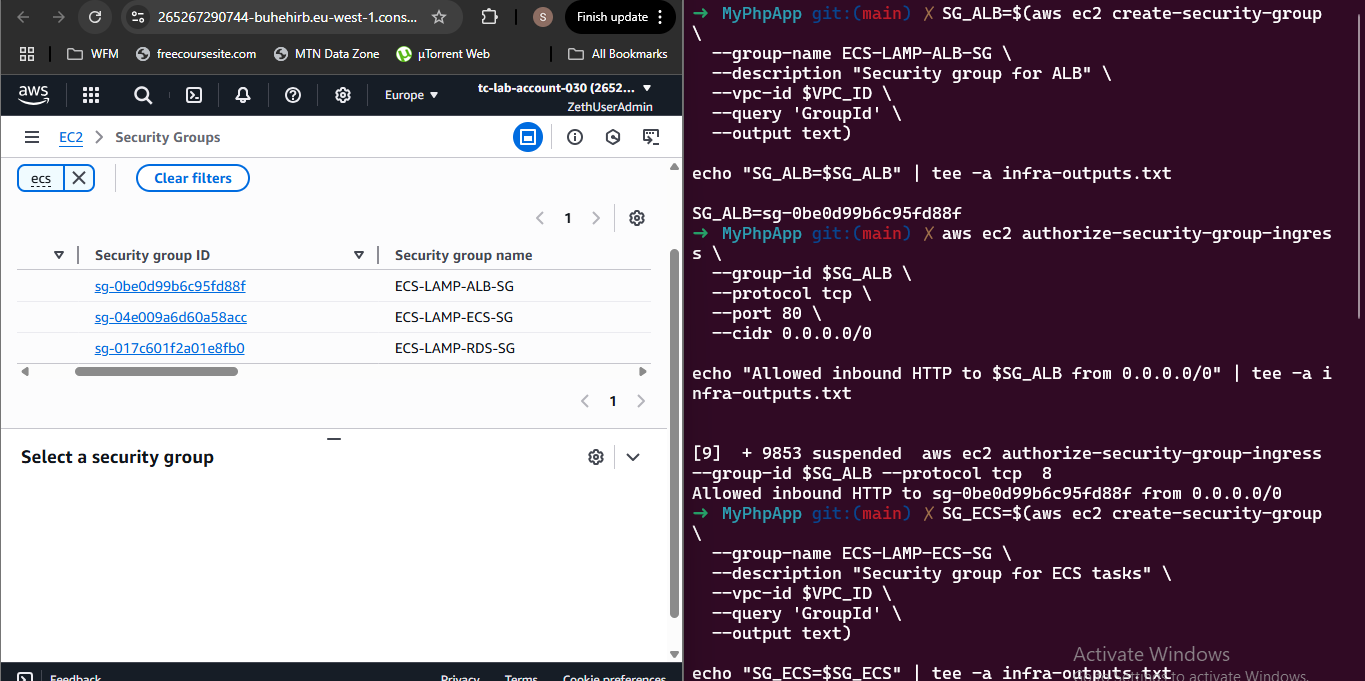 265267290744-buhehirb.eu-west-1.cons...
S
Finish update
WFM
freecoursesite.com
MTN Data Zone
µTorrent Web
All Bookmarks
aws
Europe
tc-lab-account-030 (2652...
ZethUserAdmin
EC2
Security Groups
ecs
Clear filters
1
Security group ID
Security group name
sg-0be0d99b6c95fd88f
ECS-LAMP-ALB-SG
sg-04e009a6d60a58acc
ECS-LAMP-ECS-SG
sg-017c601f2a01e8fb0
ECS-LAMP-RDS-SG
1
Select a security group
Feedback
Privacy
Terms
Cookie preferences
→ MyPhpApp git:(main) ✗ SG_ALB=$(aws ec2 create-security-group
\
--group-name ECS-LAMP-ALB-SG \
--description "Security group for ALB" \
--vpc-id $VPC_ID \
--query 'GroupId' \
--output text)
echo "SG_ALB=$SG_ALB" | tee -a infra-outputs.txt
SG_ALB=sg-0be0d99b6c95fd88f
→ MyPhpApp git:(main) ✗ aws ec2 authorize-security-group-ingres
s \
--group-id $SG_ALB \
--protocol tcp \
--port 80 \
--cidr 0.0.0.0/0
echo "Allowed inbound HTTP to $SG_ALB from 0.0.0.0/0" | tee -a i
nfra-outputs.txt
[9]  + 9853 suspended  aws ec2 authorize-security-group-ingress
--group-id $SG_ALB --protocol tcp  8
Allowed inbound HTTP to sg-0be0d99b6c95fd88f from 0.0.0.0/0
→ MyPhpApp git:(main) ✗ SG_ECS=$(aws ec2 create-security-group
\
--group-name ECS-LAMP-ECS-SG \
--description "Security group for ECS tasks" \
--vpc-id $VPC_ID \
--query 'GroupId' \
--output text)
Activate Windows
echo "SG_ECS=$SG_ECS" | tee -a infra-outputs.txt
to activate Windows.